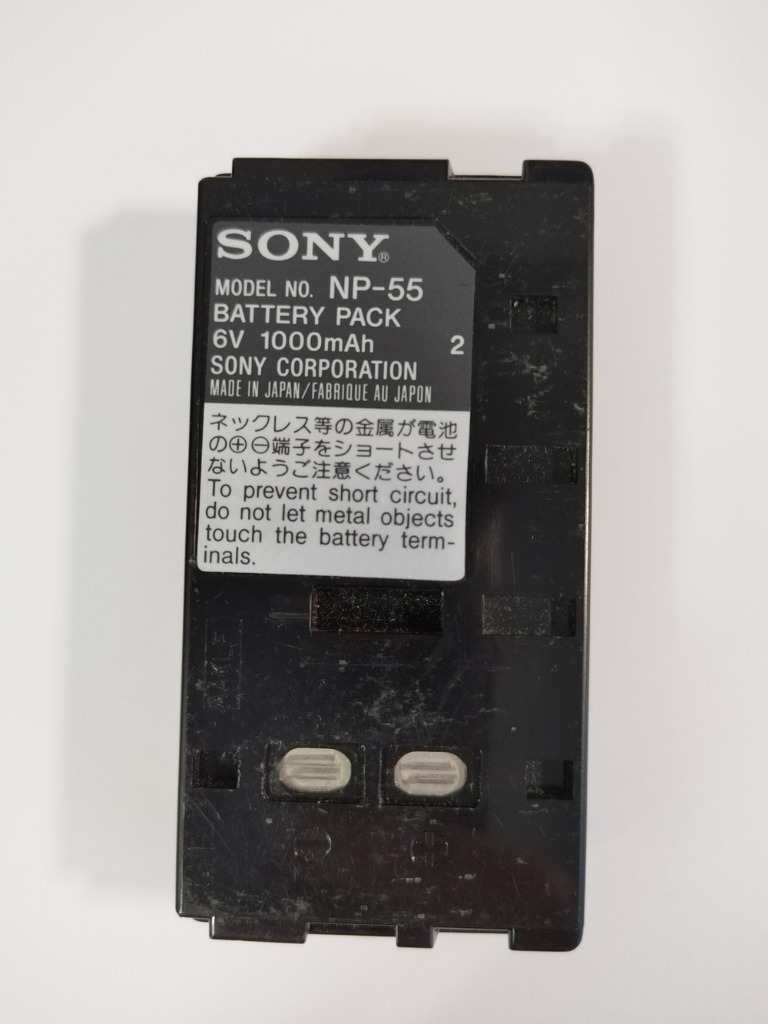 SONY®
MODEL NO. NP-55
BATTERY PACK
6V 1000mAh 2
SONY CORPORATION
MADE IN JAPAN/FABRIQUÉ AU JAPON
ネックレス等の金属が電池
の⊕⊖端子をショートさせ
ないようご注意ください。
To prevent short circuit,
do not let metal objects
touch the battery term-
inals.
⊖ +